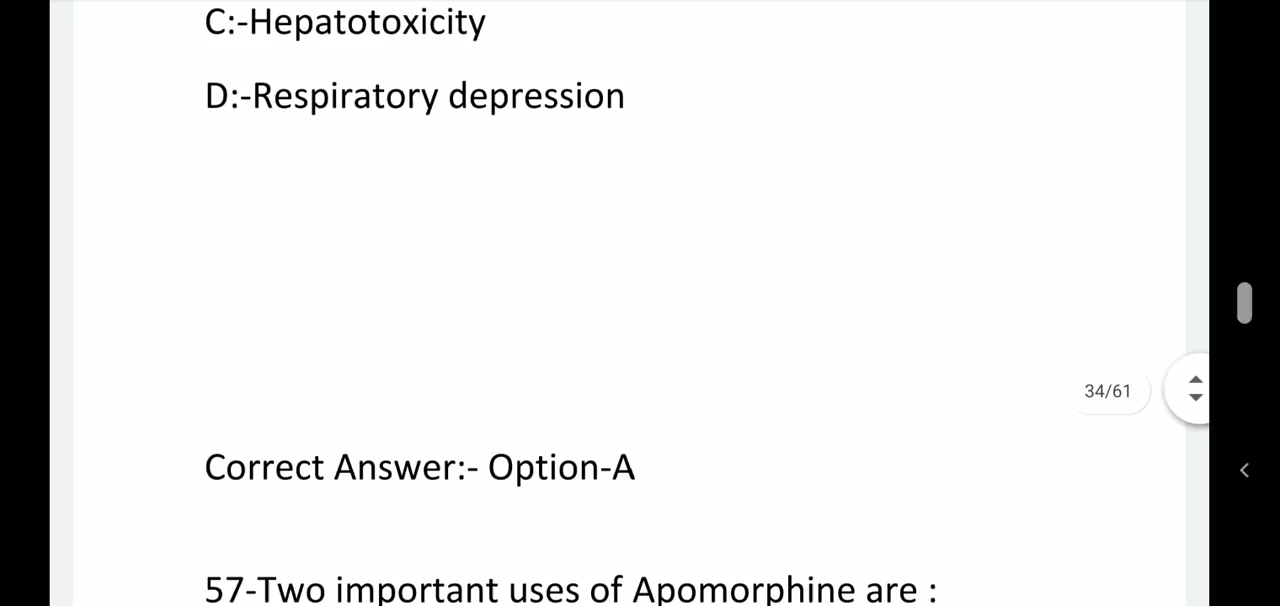 C:-Hepatotoxicity
D:-Respiratory depression
34/61
Correct Answer:- Option-A
57-Two important uses of Apomorphine are :